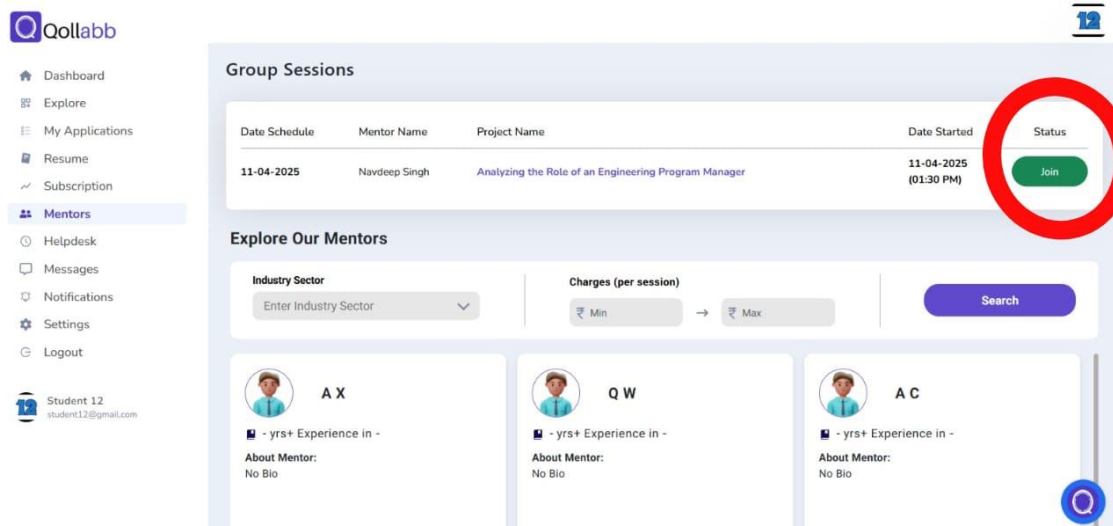 Qollabb
12
Dashboard
Explore
My Applications
Resume
Subscription
Mentors
Helpdesk
Messages
Notifications
Settings
Logout
12
Student 12
student12@gmail.com
Group Sessions
Date Schedule Mentor Name Project Name Date Started Status
11-04-2025 Navdeep Singh Analyzing the Role of an Engineering Program Manager 11-04-2025 (01:30 PM) Join
Explore Our Mentors
Industry Sector Charges (per session)
Enter Industry Sector ₹ Min → ₹ Max Search
A X
- yrs+ Experience in -
About Mentor:
No Bio
Q W
- yrs+ Experience in -
About Mentor:
No Bio
A C
- yrs+ Experience in -
About Mentor:
No Bio